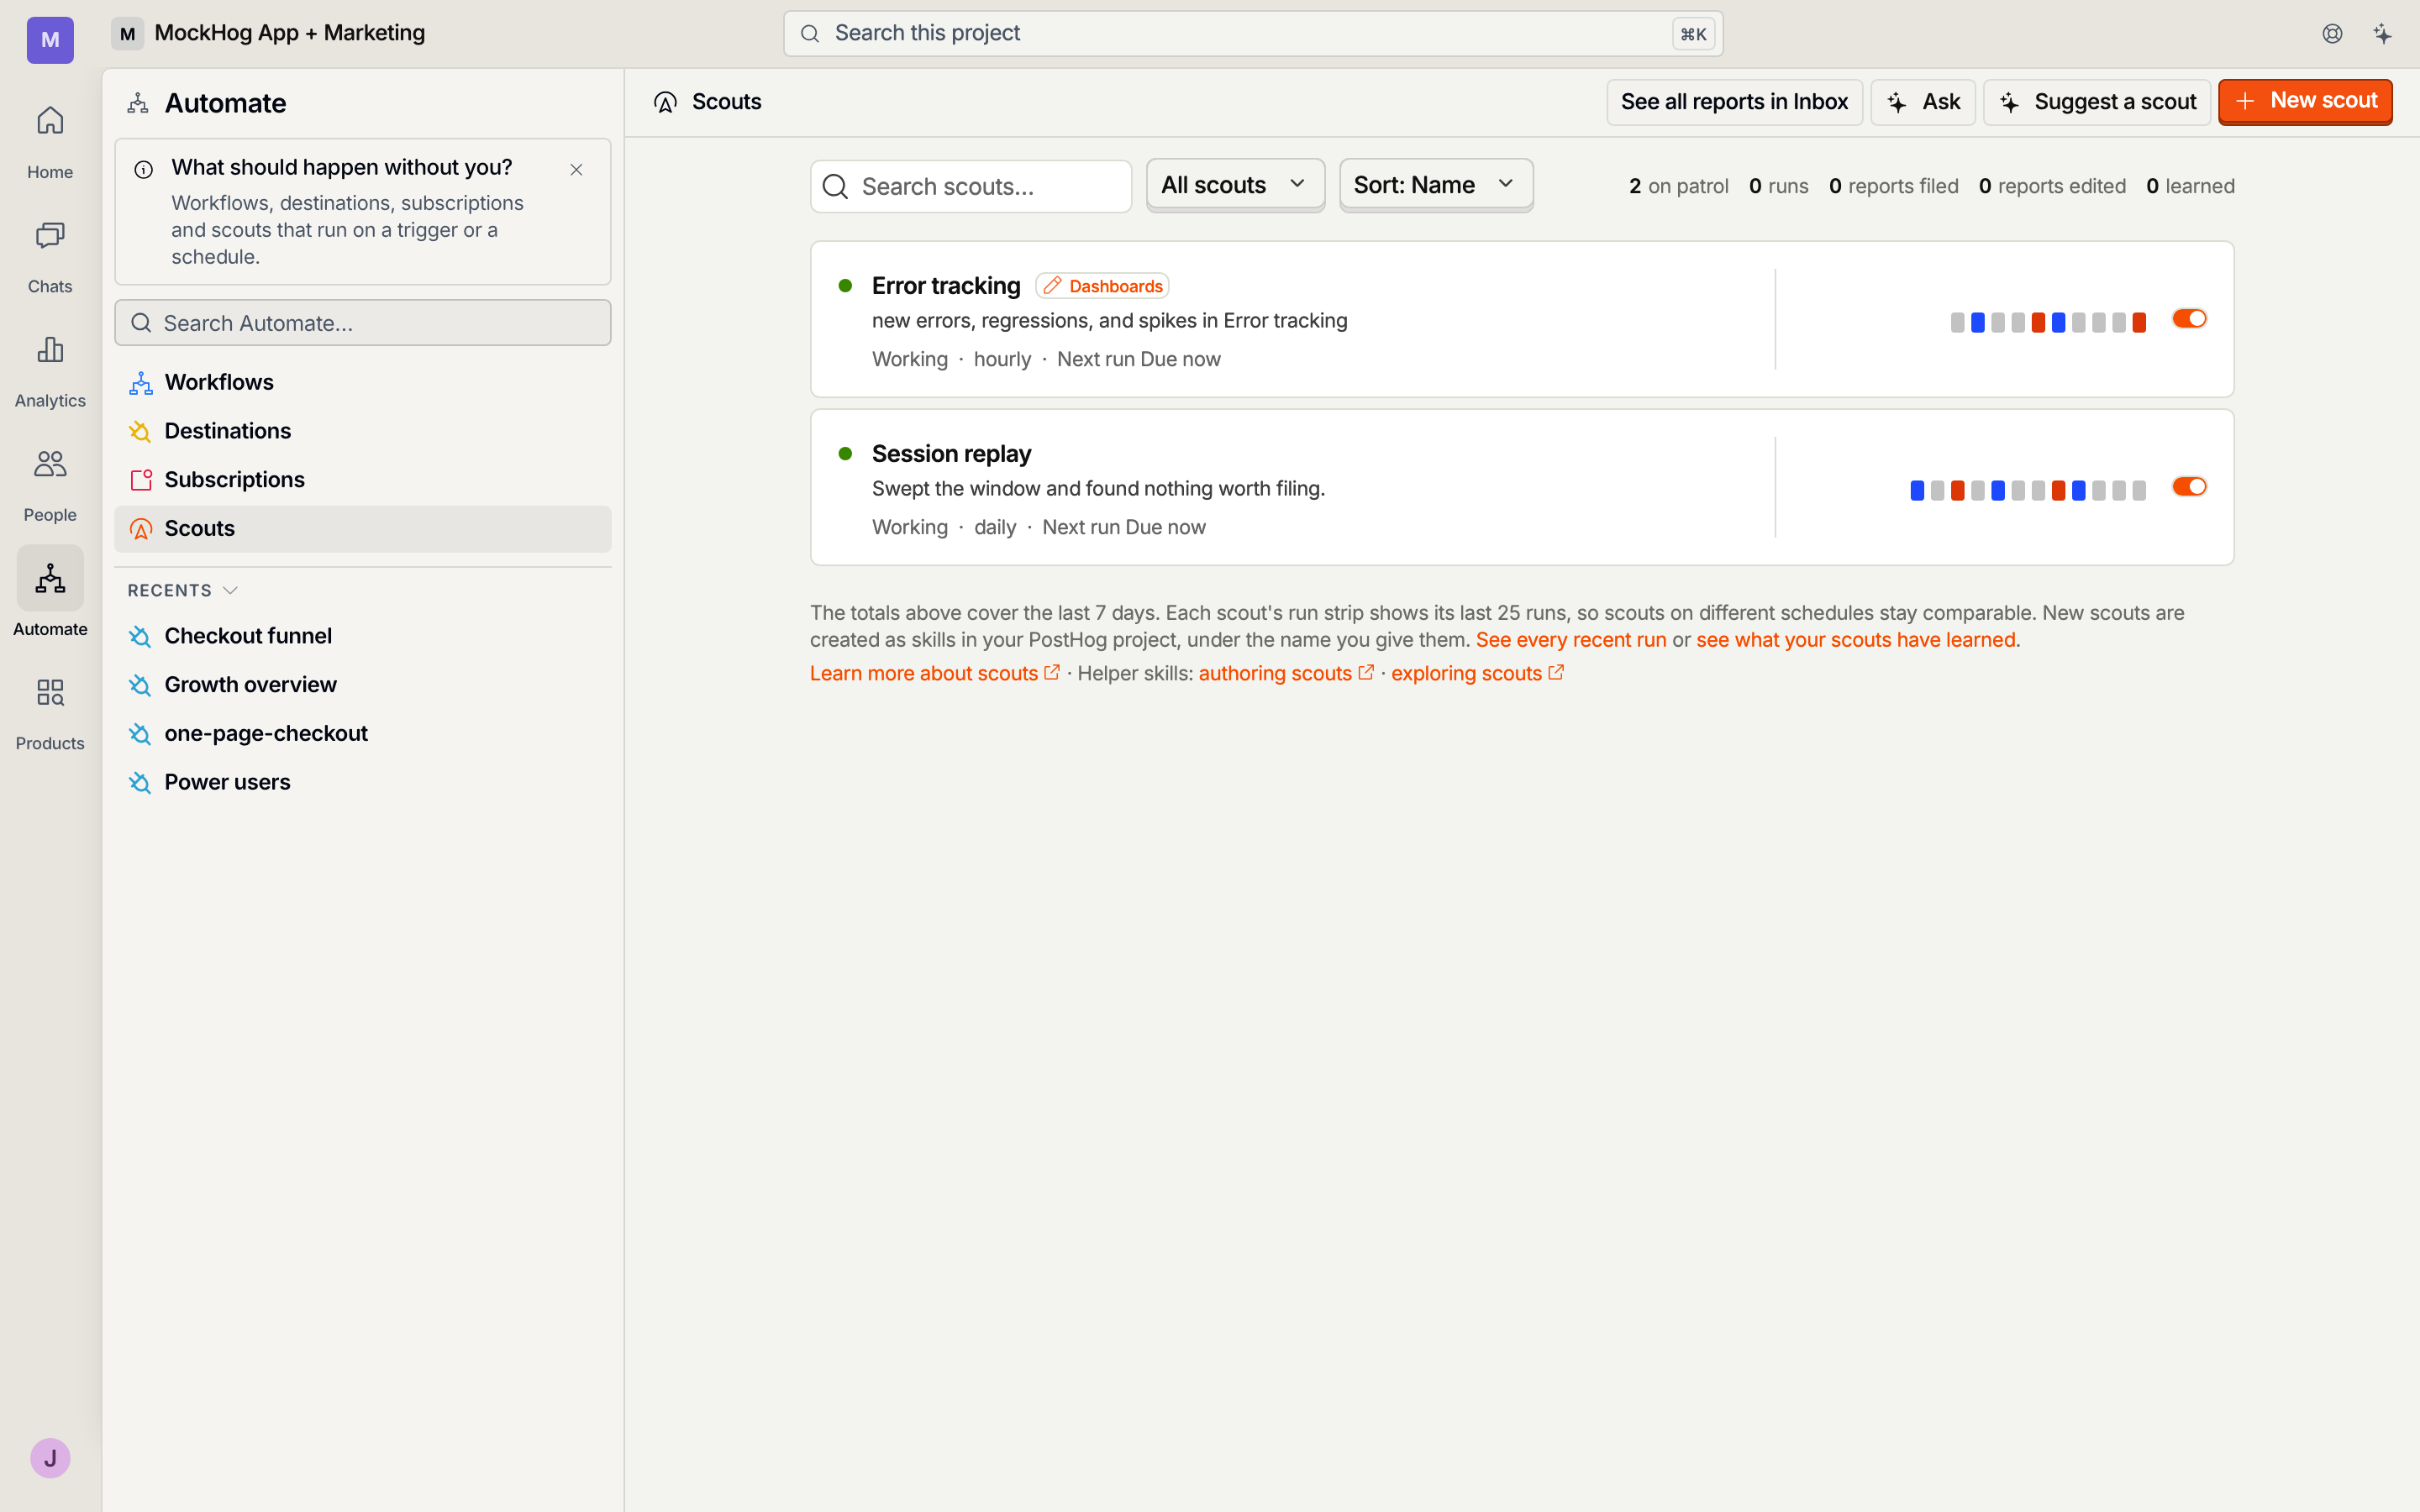 M
M MockHog App + Marketing
Search this project
⌘K
Home
Chats
Analytics
People
Automate
Products
J
Automate
What should happen without you?
Workflows, destinations, subscriptions
and scouts that run on a trigger or a
schedule.
Search Automate...
Workflows
Destinations
Subscriptions
Scouts
RECENTS
Checkout funnel
Growth overview
one-page-checkout
Power users
Scouts
See all reports in Inbox
Ask
Suggest a scout
New scout
Search scouts...
All scouts
Sort: Name
2 on patrol 0 runs 0 reports filed 0 reports edited 0 learned
Error tracking Dashboards
new errors, regressions, and spikes in Error tracking
Working · hourly · Next run Due now
Session replay
Swept the window and found nothing worth filing.
Working · daily · Next run Due now
The totals above cover the last 7 days. Each scout's run strip shows its last 25 runs, so scouts on different schedules stay comparable. New scouts are
created as skills in your PostHog project, under the name you give them. See every recent run or see what your scouts have learned.
Learn more about scouts · Helper skills: authoring scouts · exploring scouts